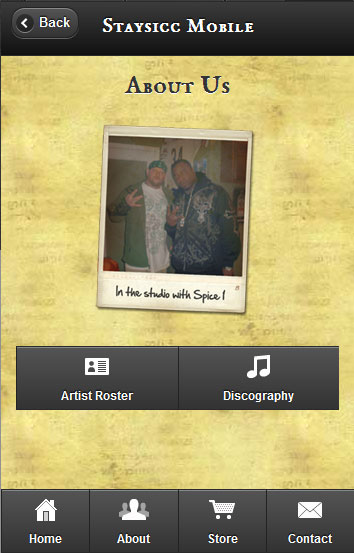 Back
Staysicc Mobile
About Us
In the studio with Spice 1
Artist Roster
Discography
Home
About
Store
Contact